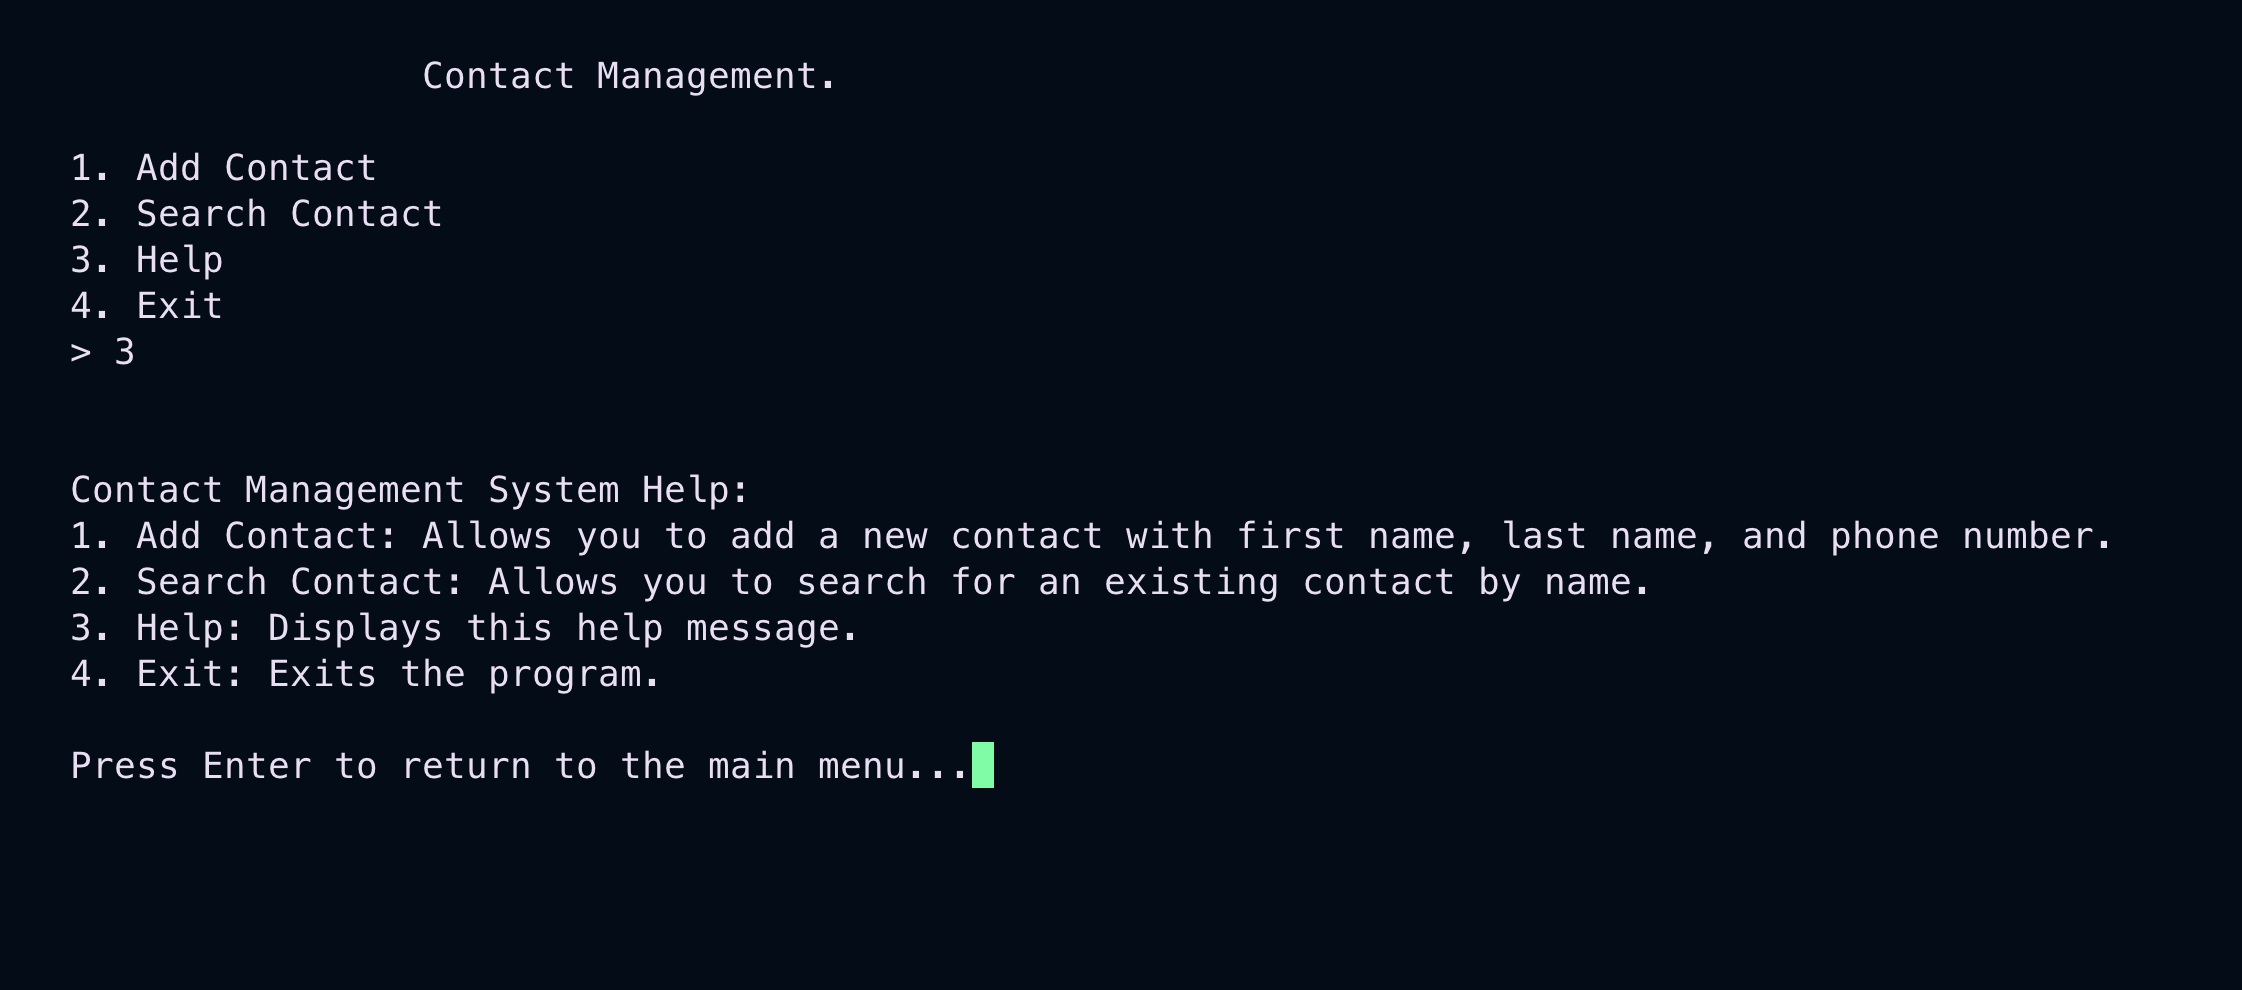 Contact Management.
1. Add Contact
2. Search Contact
3. Help
4. Exit
> 3
Contact Management System Help:
1. Add Contact: Allows you to add a new contact with first name, last name, and phone number.
2. Search Contact: Allows you to search for an existing contact by name.
3. Help: Displays this help message.
4. Exit: Exits the program.
Press Enter to return to the main menu...